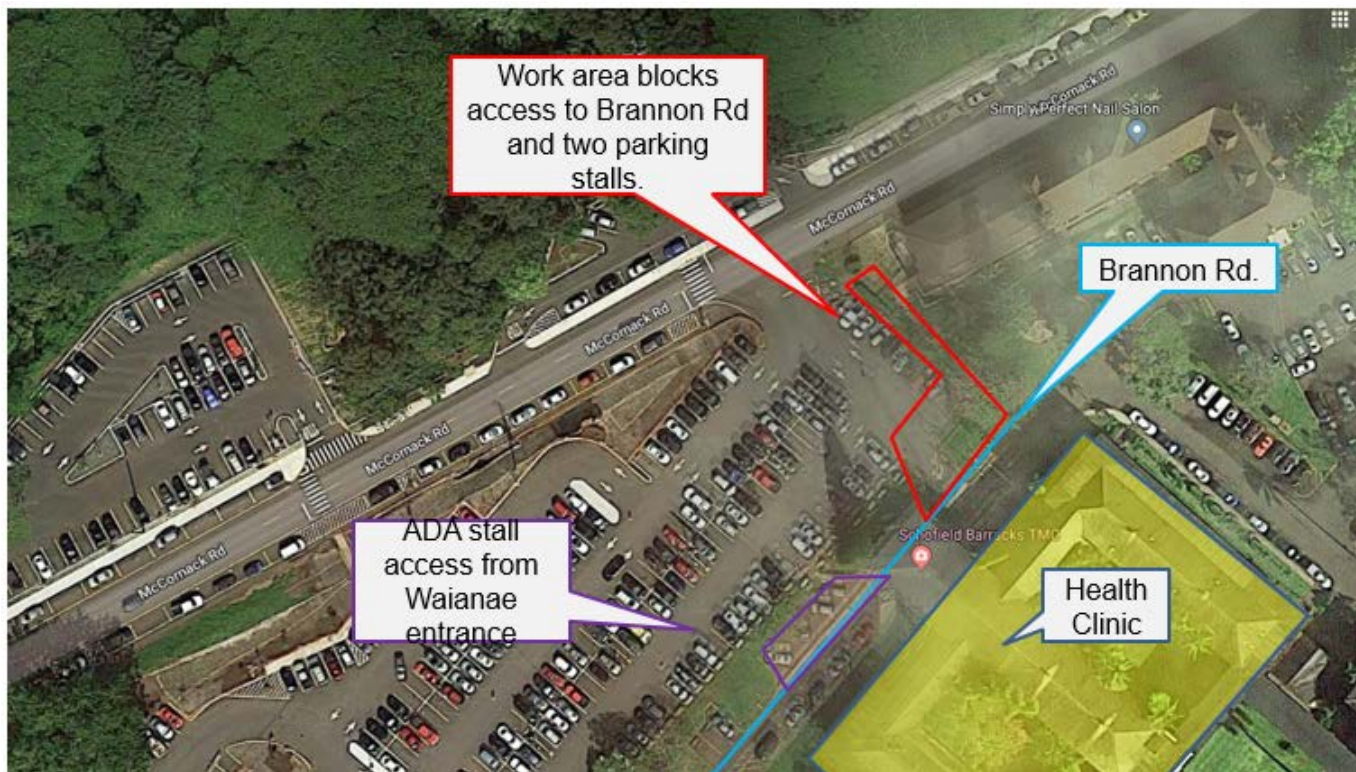 Work area blocks
access to Brannon Rd
and two parking
stalls.
McCornack Rd
Simply Perfect Nail Salon
McCornack Rd
Brannon Rd.
McCornack Rd
McCornack Rd
ADA stall
access from
Waianae
entrance
Schofield Barracks TMC
McCornack Rd
Health
Clinic